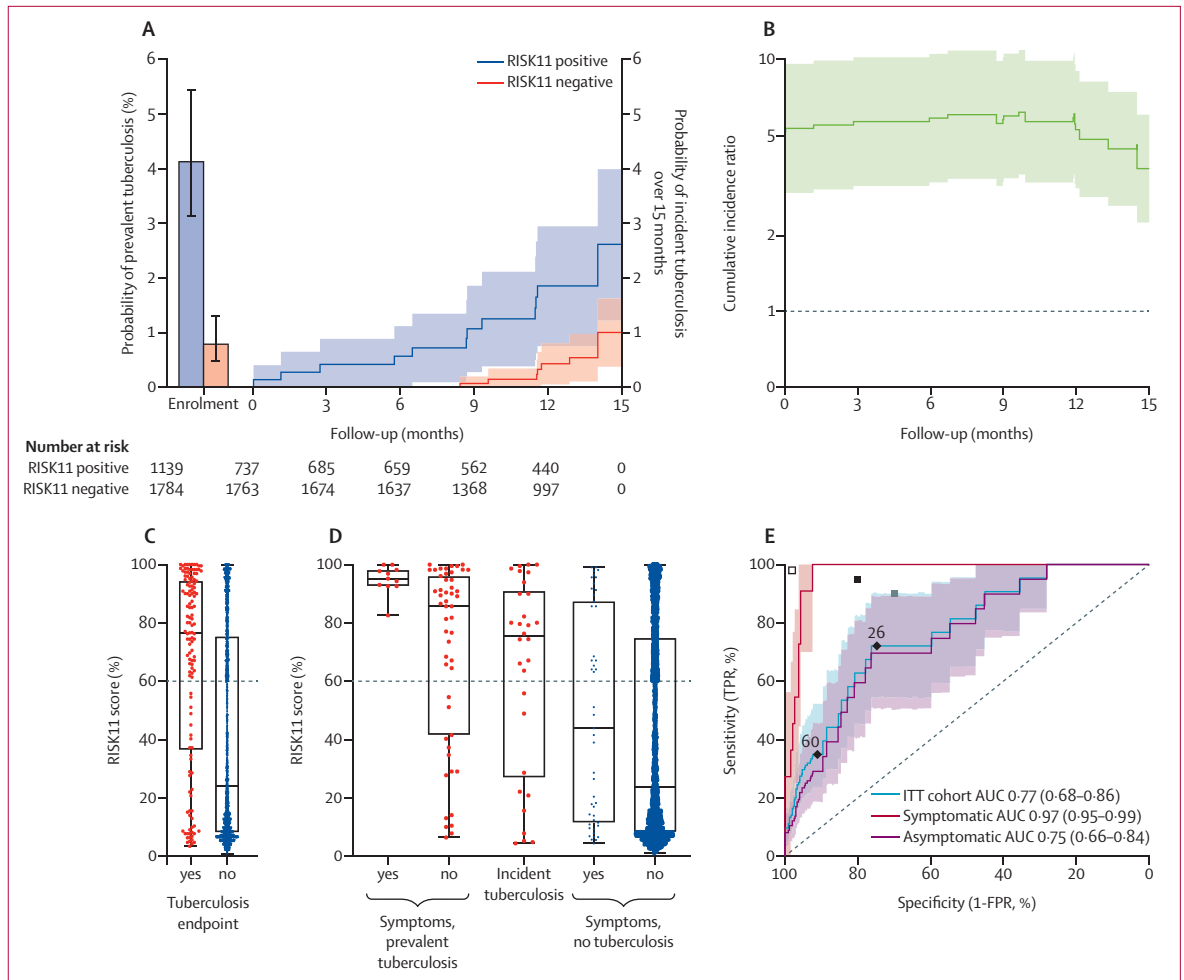 A
RISK11 positive
RISK11 negative
Probability of prevalent tuberculosis (%)
6
5
4
3
2
1
0
6
5
4
3
2
1
0
Probability of incident tuberculosis
over 15 months
Enrolment
0 3 6 9 12 15
Follow-up (months)
Number at risk
RISK11 positive 1139 737 685 659 562 440 0
RISK11 negative 1784 1763 1674 1637 1368 997 0
B
Cumulative incidence ratio
10
5
2
1
0
0 3 6 9 12 15
Follow-up (months)
C
RISK11 score (%)
100
80
60
40
20
0
yes no
Tuberculosis
endpoint
D
RISK11 score (%)
100
80
60
40
20
0
yes no Incident
tuberculosis yes no
Symptoms,
prevalent
tuberculosis
Symptoms,
no tuberculosis
E
Sensitivity (TPR, %)
100
80
60
40
20
0
26
60
ITT cohort AUC 0·77 (0·68–0·86)
Symptomatic AUC 0·97 (0·95–0·99)
Asymptomatic AUC 0·75 (0·66–0·84)
100 80 60 40 20 0
Specificity (1-FPR, %)